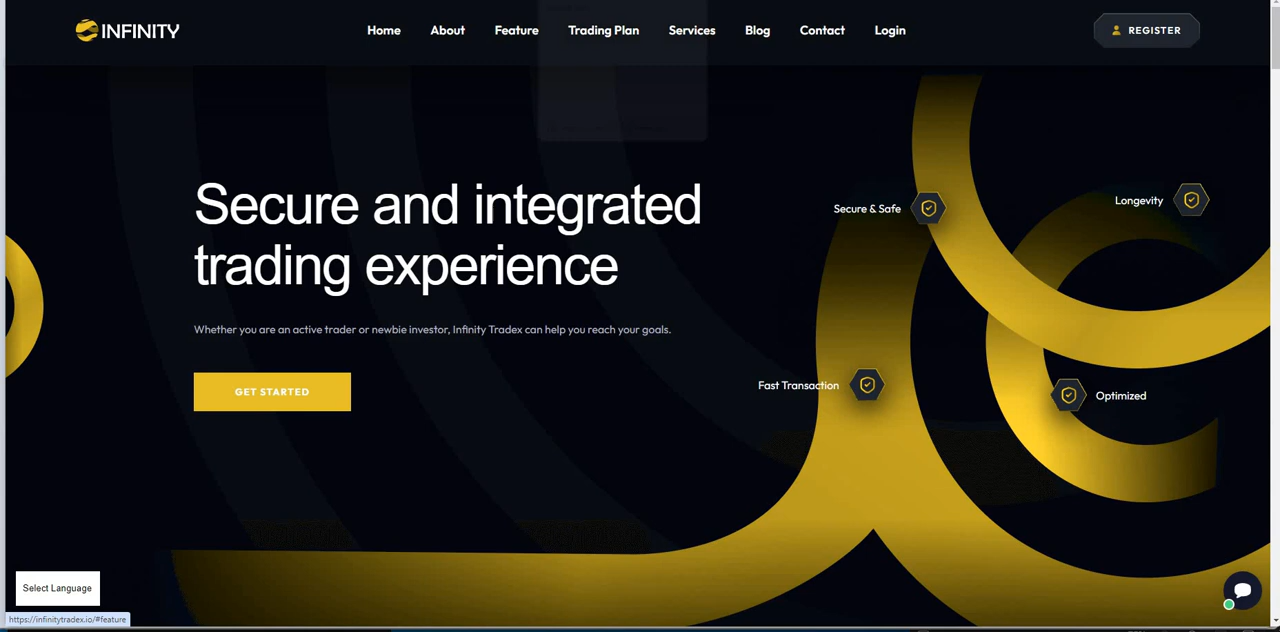 INFINITY
Home About Feature Trading Plan Services Blog Contact Login
REGISTER
Secure and integrated
trading experience
Whether you are an active trader or newbie investor, Infinity Tradex can help you reach your goals.
GET STARTED
Secure & Safe
Longevity
Fast Transaction
Optimized
Select Language
https://infinitytradex.io/#feature